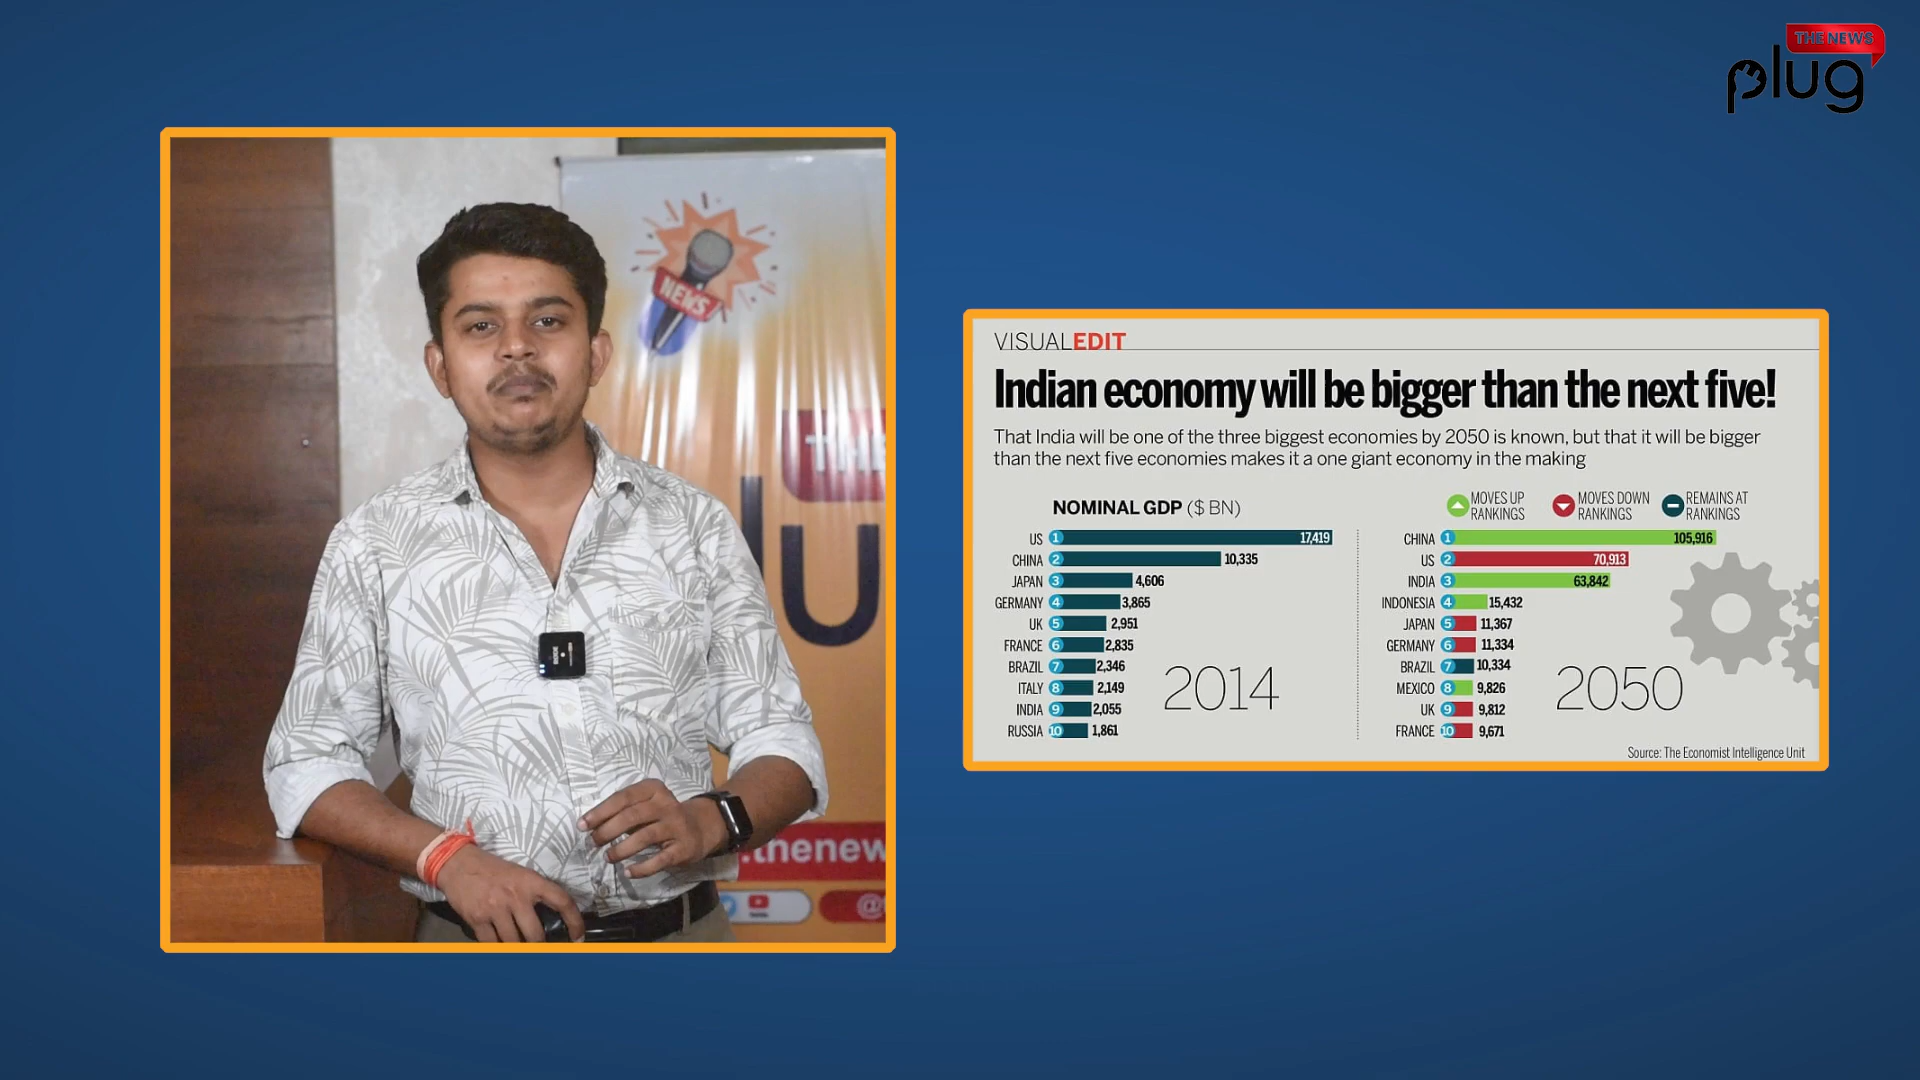 THE NEWS
plug
NEWS
THE
lu
.thenew
@
VISUALEDIT
Indian economy will be bigger than the next five!
That India will be one of the three biggest economies by 2050 is known, but that it will be bigger
than the next five economies makes it a one giant economy in the making
NOMINAL GDP ($ BN)
US 1 17,419
CHINA 2 10,335
JAPAN 3 4,606
GERMANY 4 3,865
UK 5 2,951
FRANCE 6 2,835
BRAZIL 7 2,346
ITALY 8 2,149
INDIA 9 2,055
RUSSIA 10 1,861
2014
MOVES UP
RANKINGS
MOVES DOWN
RANKINGS
REMAINS AT
RANKINGS
CHINA 1 105,916
US 2 70,913
INDIA 3 63,842
INDONESIA 4 15,432
JAPAN 5 11,367
GERMANY 6 11,334
BRAZIL 7 10,334
MEXICO 8 9,826
UK 9 9,812
FRANCE 10 9,671
2050
Source: The Economist Intelligence Unit